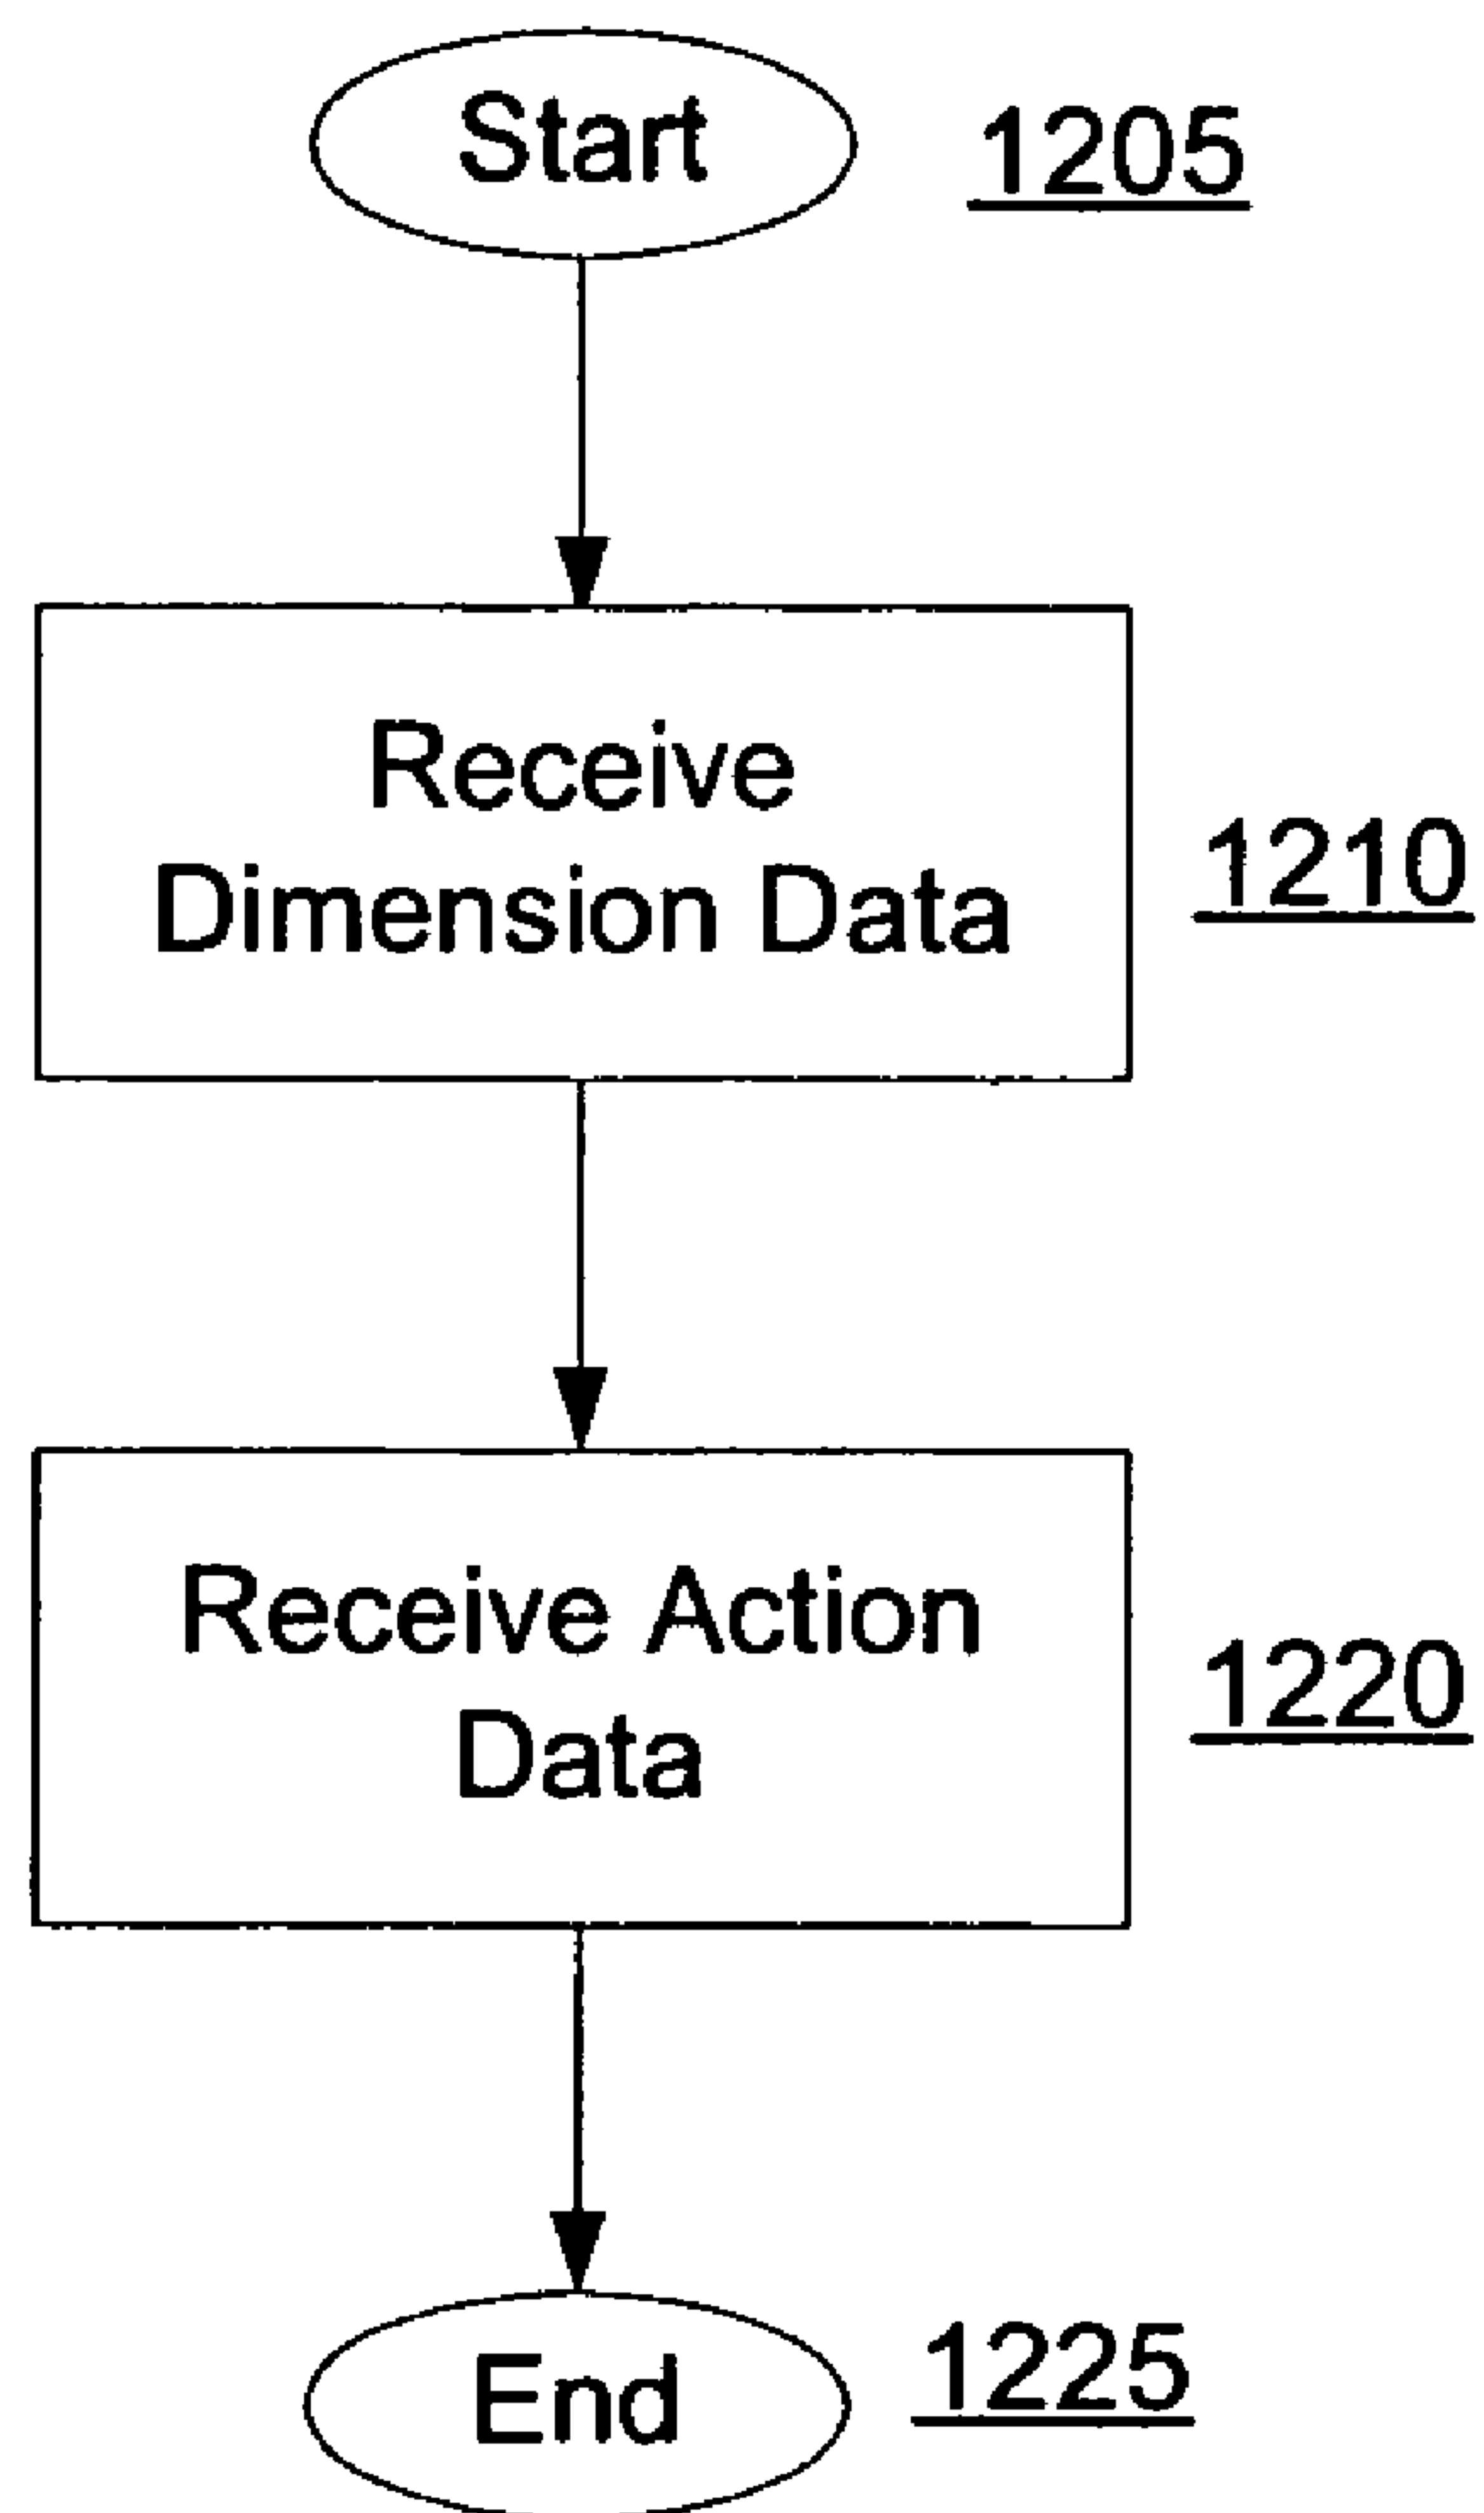 Start
1205
Receive
Dimension Data
1210
Receive Action
Data
1220
End
1225